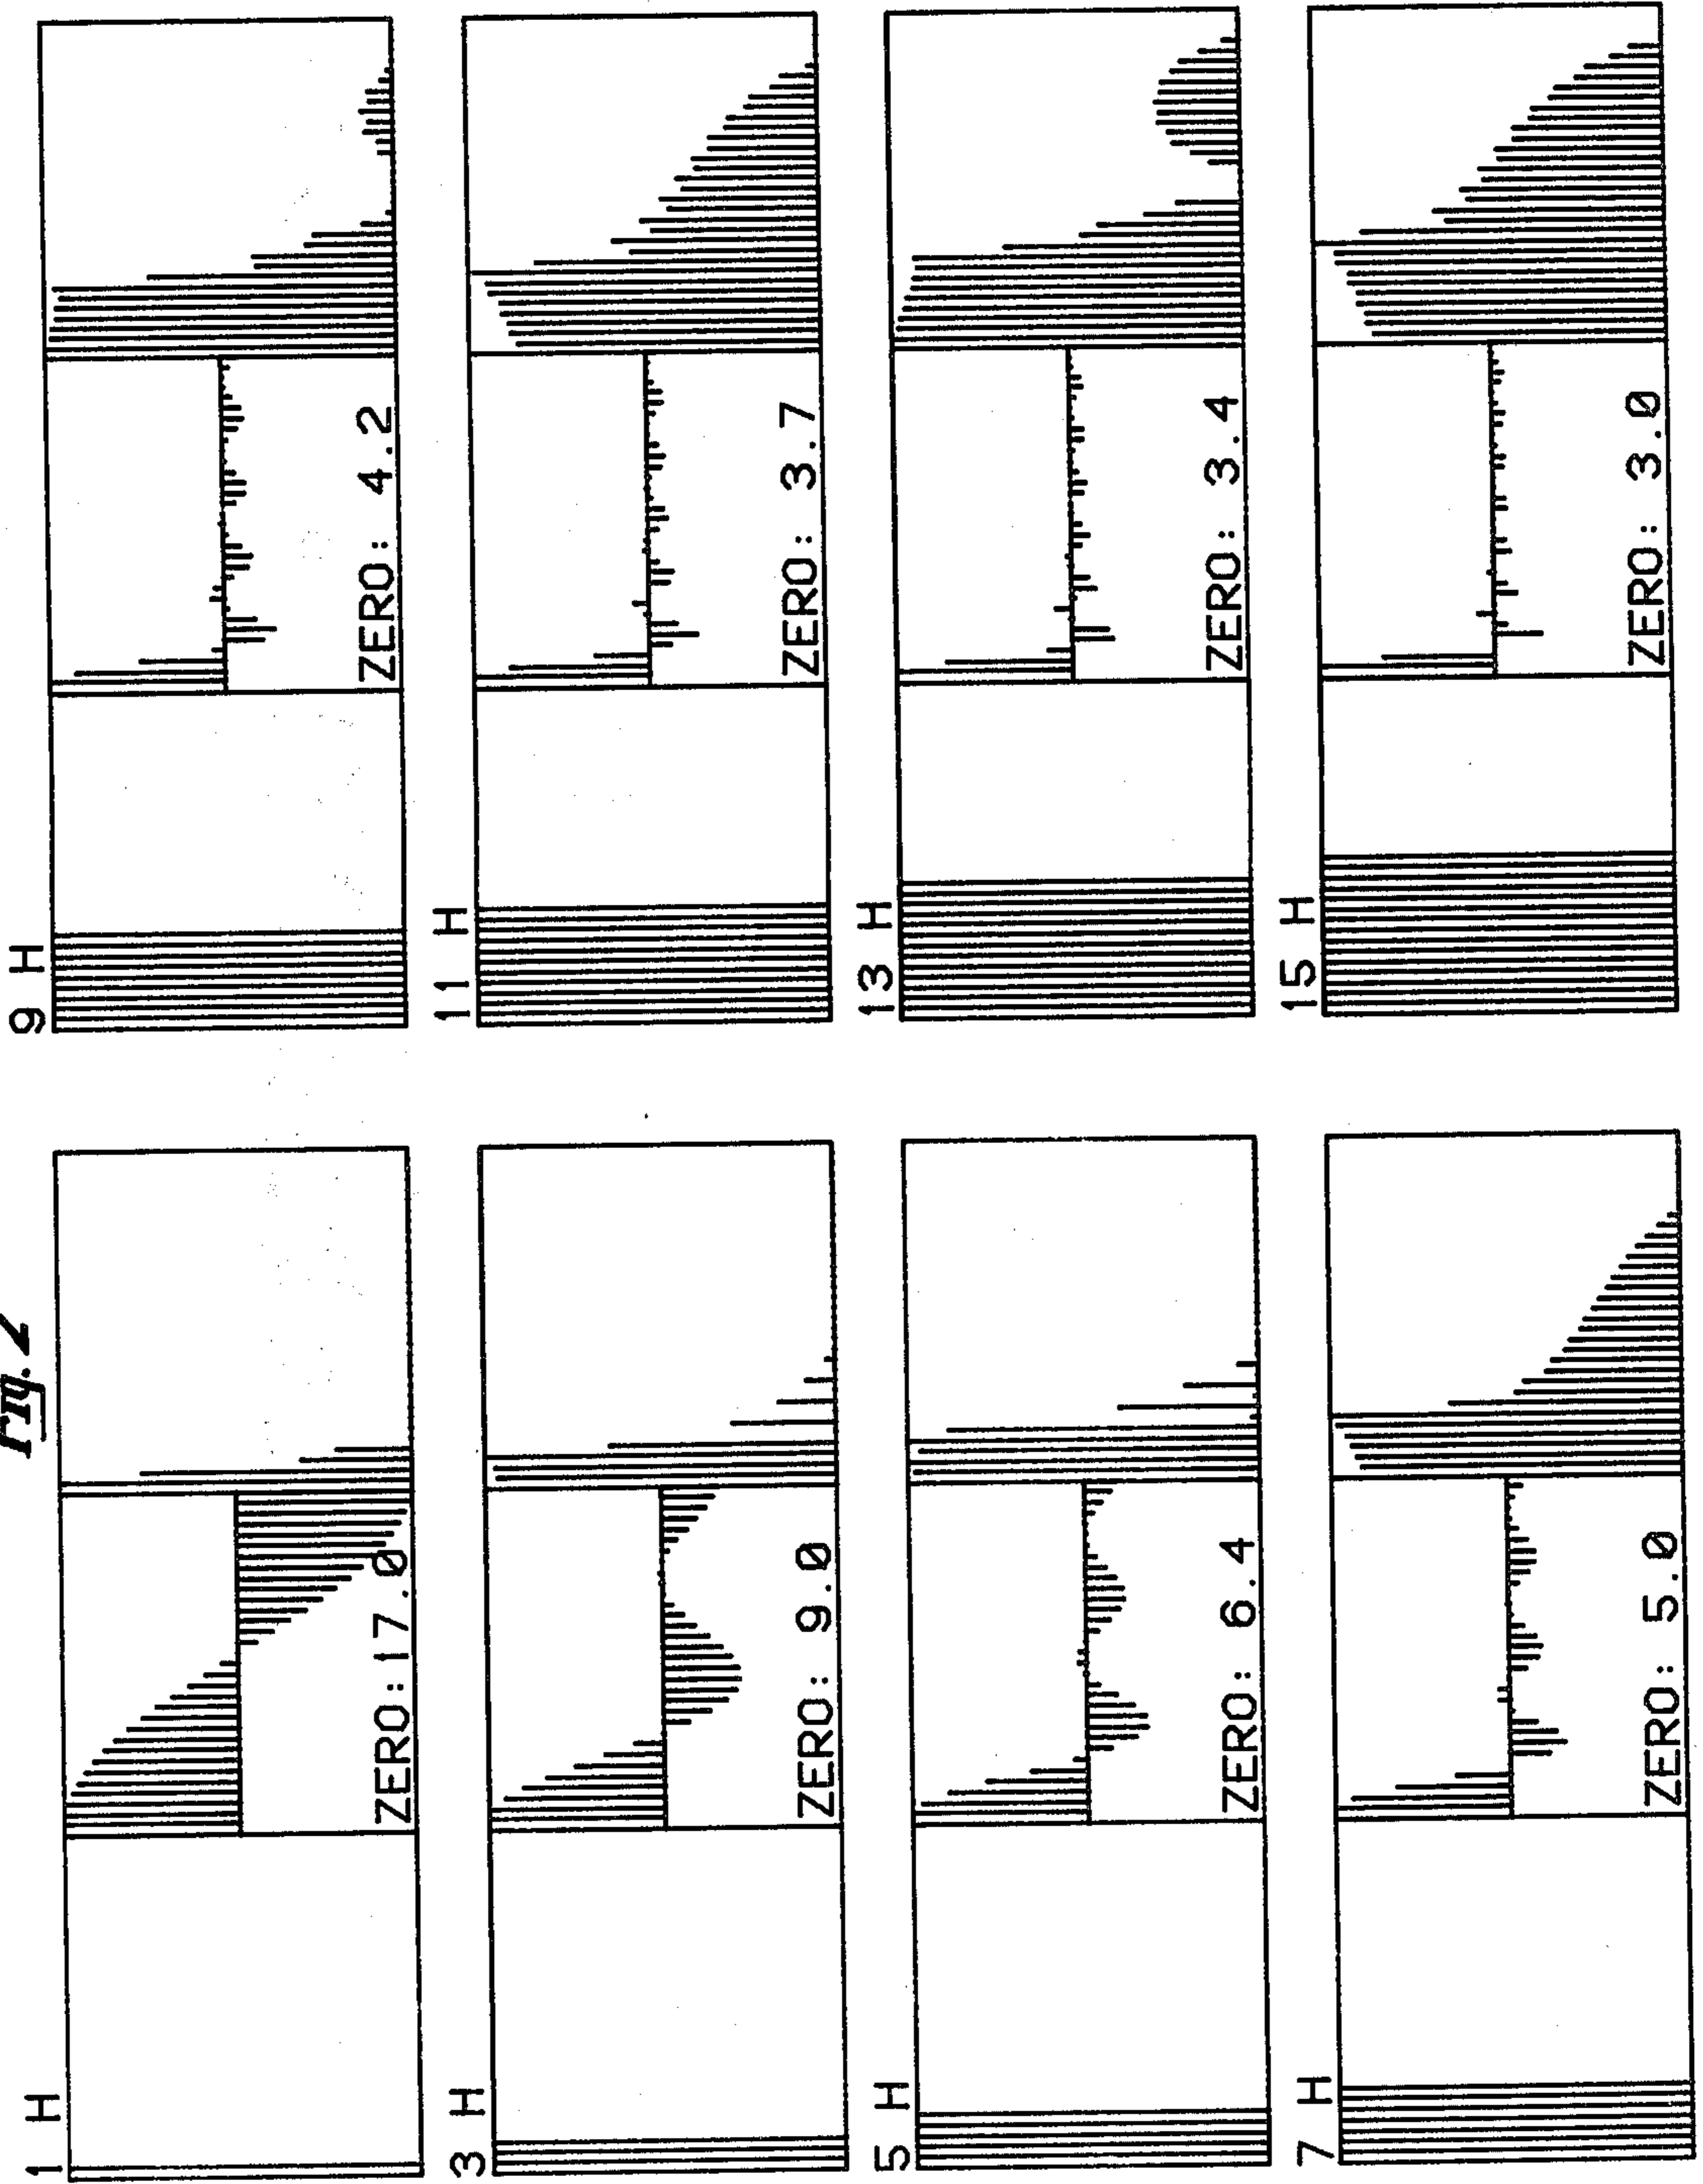 Fig. 2
1 H
ZERO: 17.0
3 H
ZERO: 9.0
5 H
ZERO: 6.4
7 H
ZERO: 5.0
9 H
ZERO: 4.2
11 H
ZERO: 3.7
13 H
ZERO: 3.4
15 H
ZERO: 3.0